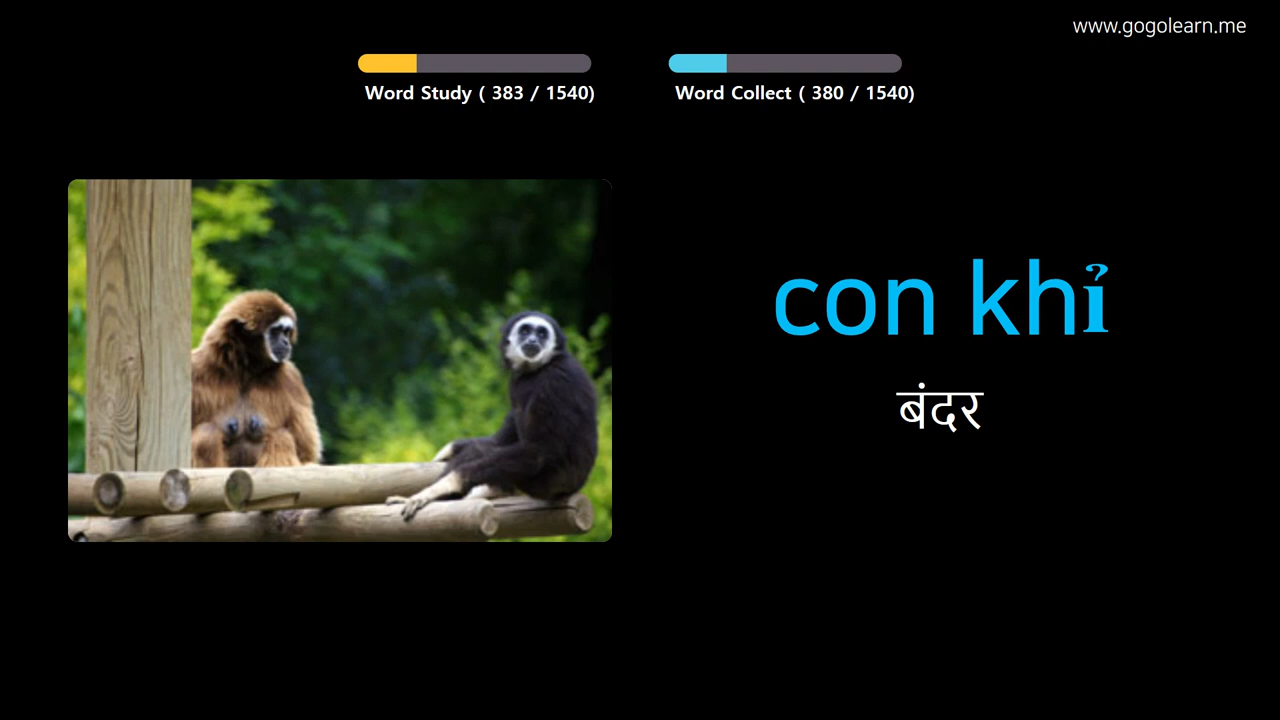 www.gogolearn.me
Word Study ( 383 / 1540)
Word Collect ( 380 / 1540)
con khỉ
बंदर